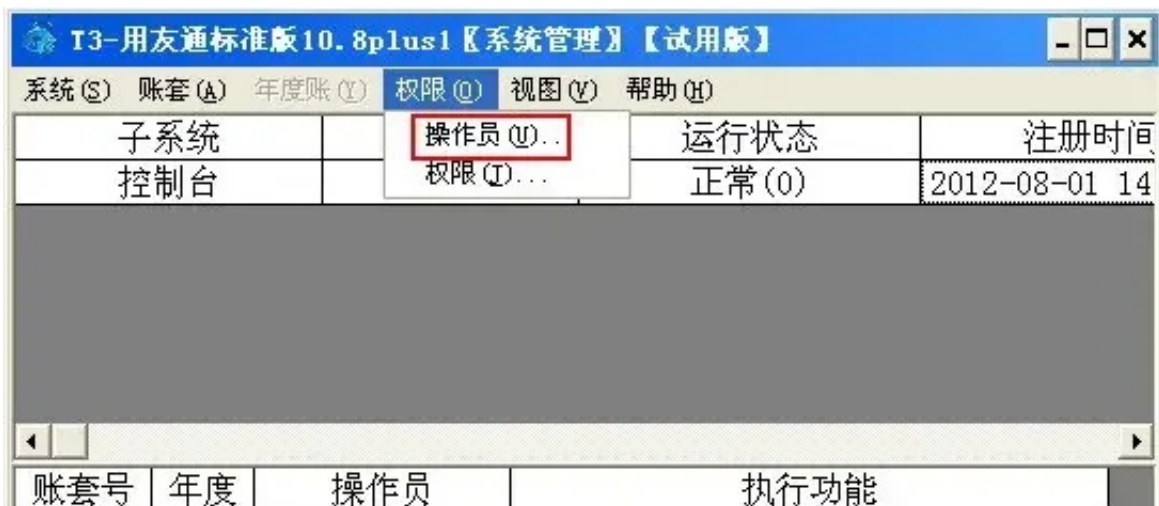 T3-用友通标准版10.8plus1〖系统管理〗【试用版】
系统(S) 账套(A) 年度账(Y) 权限(O) 视图(V) 帮助(H)
操作员(U)..
权限(T)...
子系统 运行状态 注册时间
控制台 正常(0) 2012-08-01 14
账套号 年度 操作员 执行功能